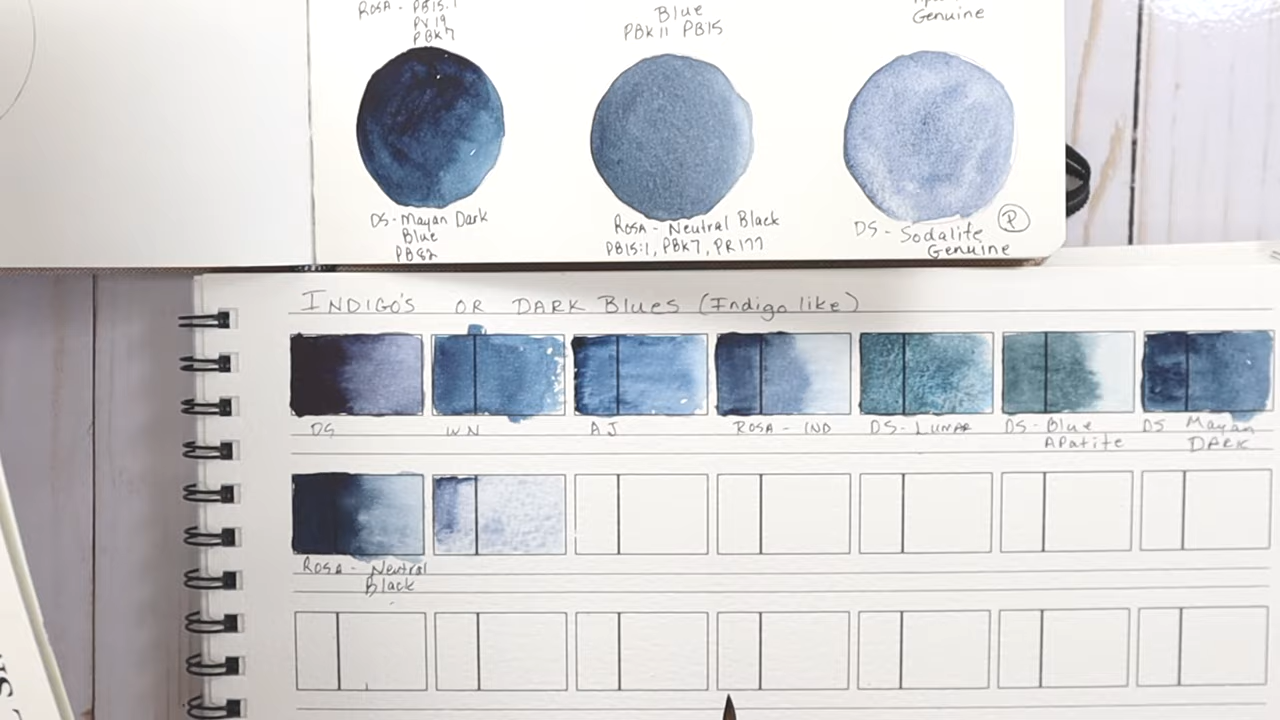 ROSA - PB15:1
PV19
PBk7
Blue
PBk11 PB15
Genuine
DS - Mayan Dark
Blue
PB82
ROSA - Neutral Black
PB15:1, PBk7, PR177
DS - Sodalite
Genuine
P
INDIGO'S OR DARK Blues (Indigo like)
DS
WN
AJ
ROSA - IND
DS - LUNAR
DS - Blue
APatite
DS Mayan
DARK
ROSA - Neutral
Black